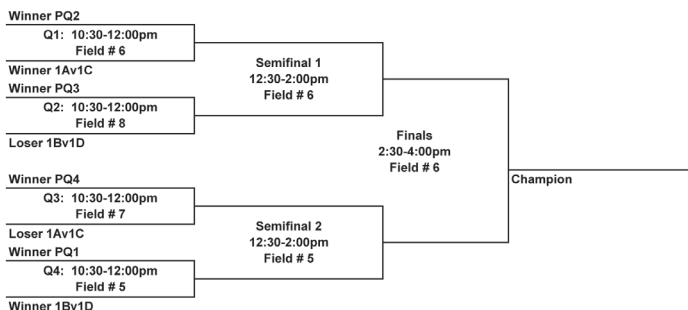 Winner PQ2
Q1: 10:30-12:00pm
Field # 6
Winner 1Av1C
Winner PQ3
Q2: 10:30-12:00pm
Field # 8
Loser 1Bv1D
Semifinal 1
12:30-2:00pm
Field # 6
Winner PQ4
Q3: 10:30-12:00pm
Field # 7
Loser 1Av1C
Winner PQ1
Q4: 10:30-12:00pm
Field # 5
Winner 1Bv1D
Semifinal 2
12:30-2:00pm
Field # 5
Finals
2:30-4:00pm
Field # 6
Champion